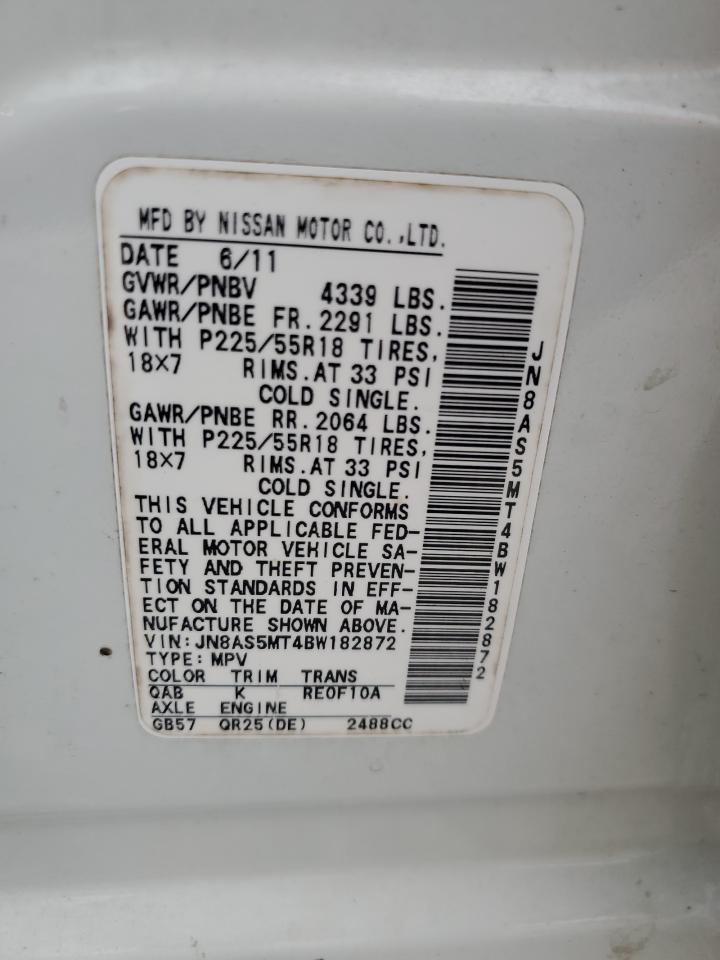 MFD BY NISSAN MOTOR CO.,LTD.
DATE 6/11
GVWR/PNBV 4339 LBS.
GAWR/PNBE FR.2291 LBS.
WITH P225/55R18 TIRES,
18X7 RIMS.AT 33 PSI
COLD SINGLE.
GAWR/PNBE RR.2064 LBS.
WITH P225/55R18 TIRES,
18X7 RIMS.AT 33 PSI
COLD SINGLE.
THIS VEHICLE CONFORMS
TO ALL APPLICABLE FED-
ERAL MOTOR VEHICLE SA-
FETY AND THEFT PREVEN-
TION STANDARDS IN EFF-
ECT ON THE DATE OF MA-
NUFACTURE SHOWN ABOVE.
VIN:JN8AS5MT4BW182872
TYPE:MPV
COLOR TRIM TRANS
QAB K RE0F10A
AXLE ENGINE
GB57 QR25(DE) 2488CC
JN8AS5MT4BW182872